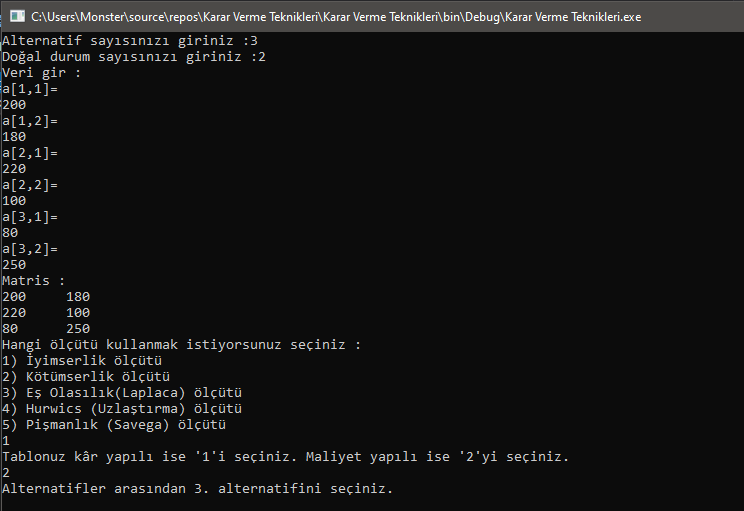 C:\Users\Monster\source\repos\Karar Verme Teknikleri\Karar Verme Teknikleri\bin\Debug\Karar Verme Teknikleri.exe
Alternatif sayısınızı giriniz :3
Doğal durum sayısınızı giriniz :2
Veri gir :
a[1,1]=
200
a[1,2]=
180
a[2,1]=
220
a[2,2]=
100
a[3,1]=
80
a[3,2]=
250
Matris :
200 180
220 100
80 250
Hangi ölçütü kullanmak istiyorsunuz seçiniz :
1) İyimserlik ölçütü
2) Kötümserlik ölçütü
3) Eş Olasılık(Laplaca) ölçütü
4) Hurwics (Uzlaştırma) ölçütü
5) Pişmanlık (Savega) ölçütü
1
Tablonuz kâr yapılı ise '1'i seçiniz. Maliyet yapılı ise '2'yi seçiniz.
2
Alternatifler arasından 3. alternatifini seçiniz.